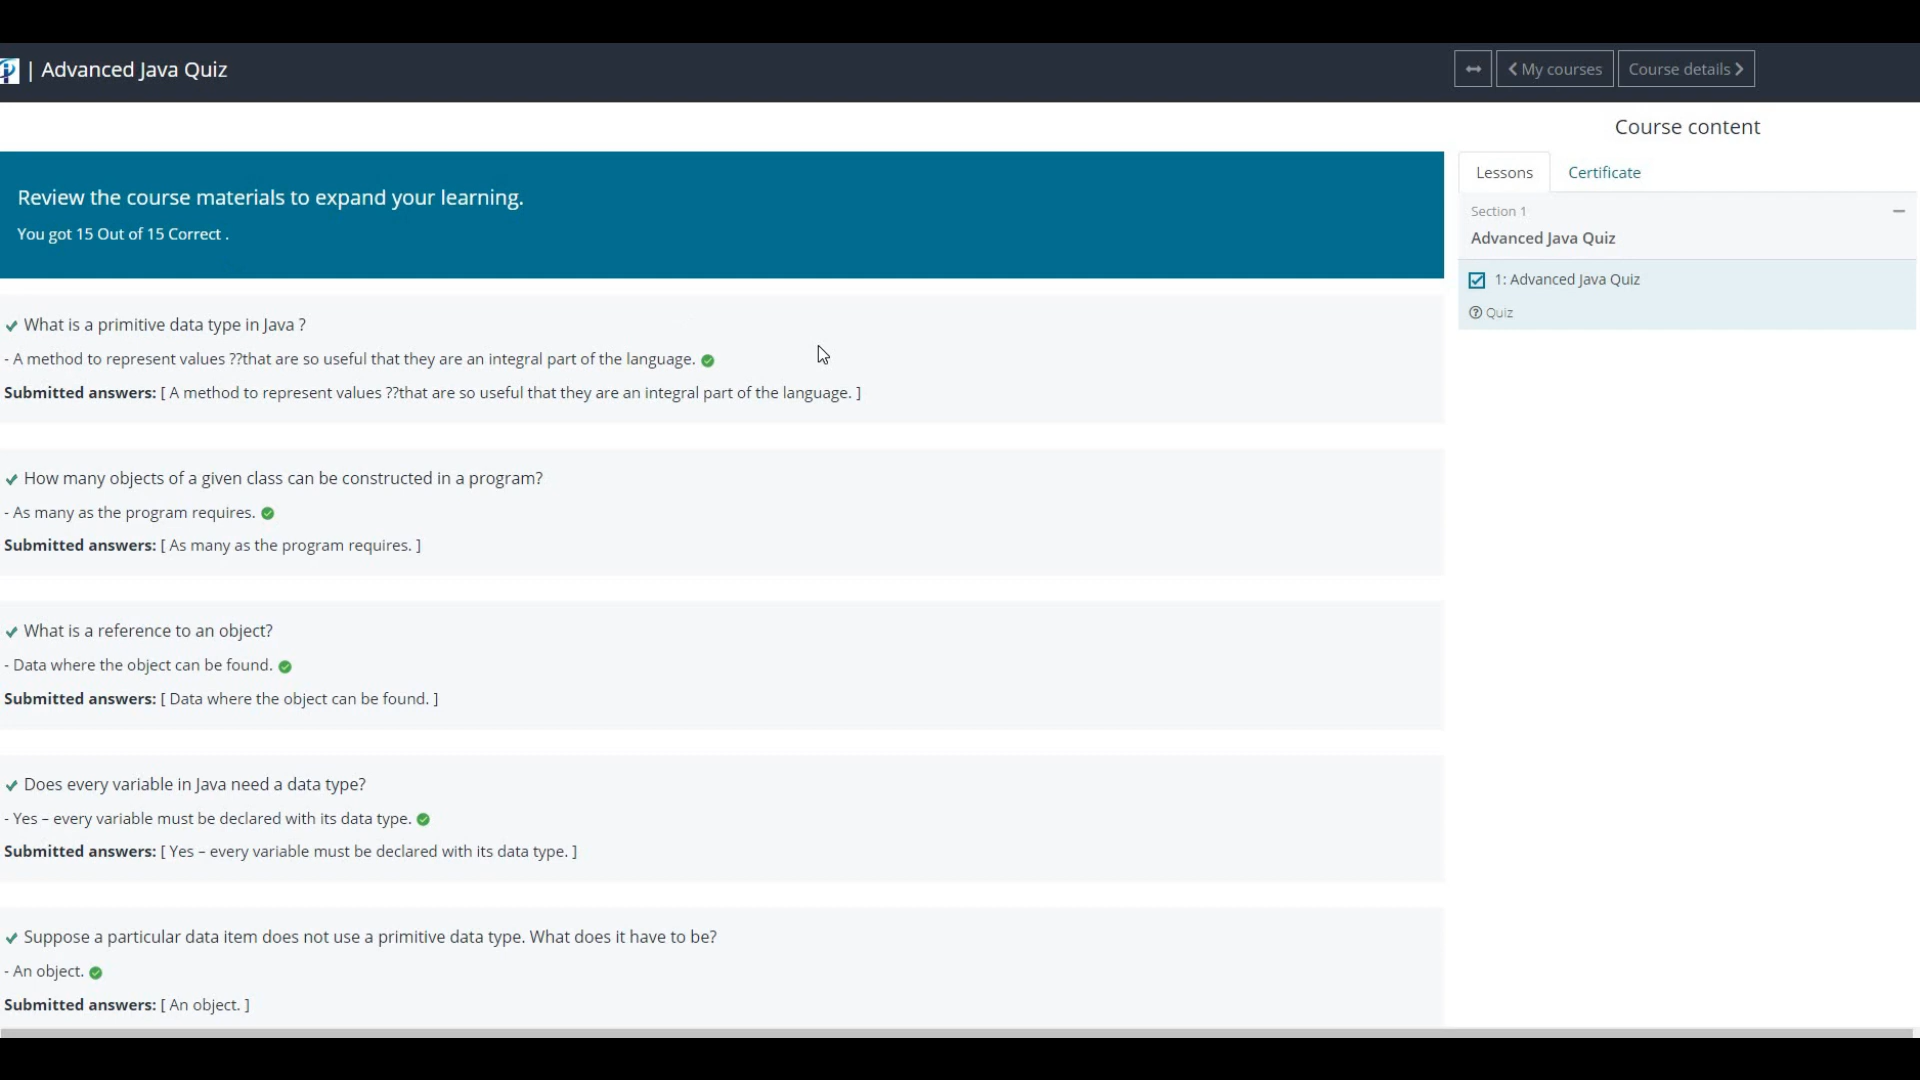 | Advanced Java Quiz
My courses
Course details
Course content
Lessons
Certificate
Section 1
Advanced Java Quiz
1: Advanced Java Quiz
Quiz
Review the course materials to expand your learning.
You got 15 Out of 15 Correct .
What is a primitive data type in Java ?
- A method to represent values ??that are so useful that they are an integral part of the language.
Submitted answers: [ A method to represent values ??that are so useful that they are an integral part of the language. ]
How many objects of a given class can be constructed in a program?
- As many as the program requires.
Submitted answers: [ As many as the program requires. ]
What is a reference to an object?
- Data where the object can be found.
Submitted answers: [ Data where the object can be found. ]
Does every variable in Java need a data type?
- Yes – every variable must be declared with its data type.
Submitted answers: [ Yes – every variable must be declared with its data type. ]
Suppose a particular data item does not use a primitive data type. What does it have to be?
- An object.
Submitted answers: [ An object. ]